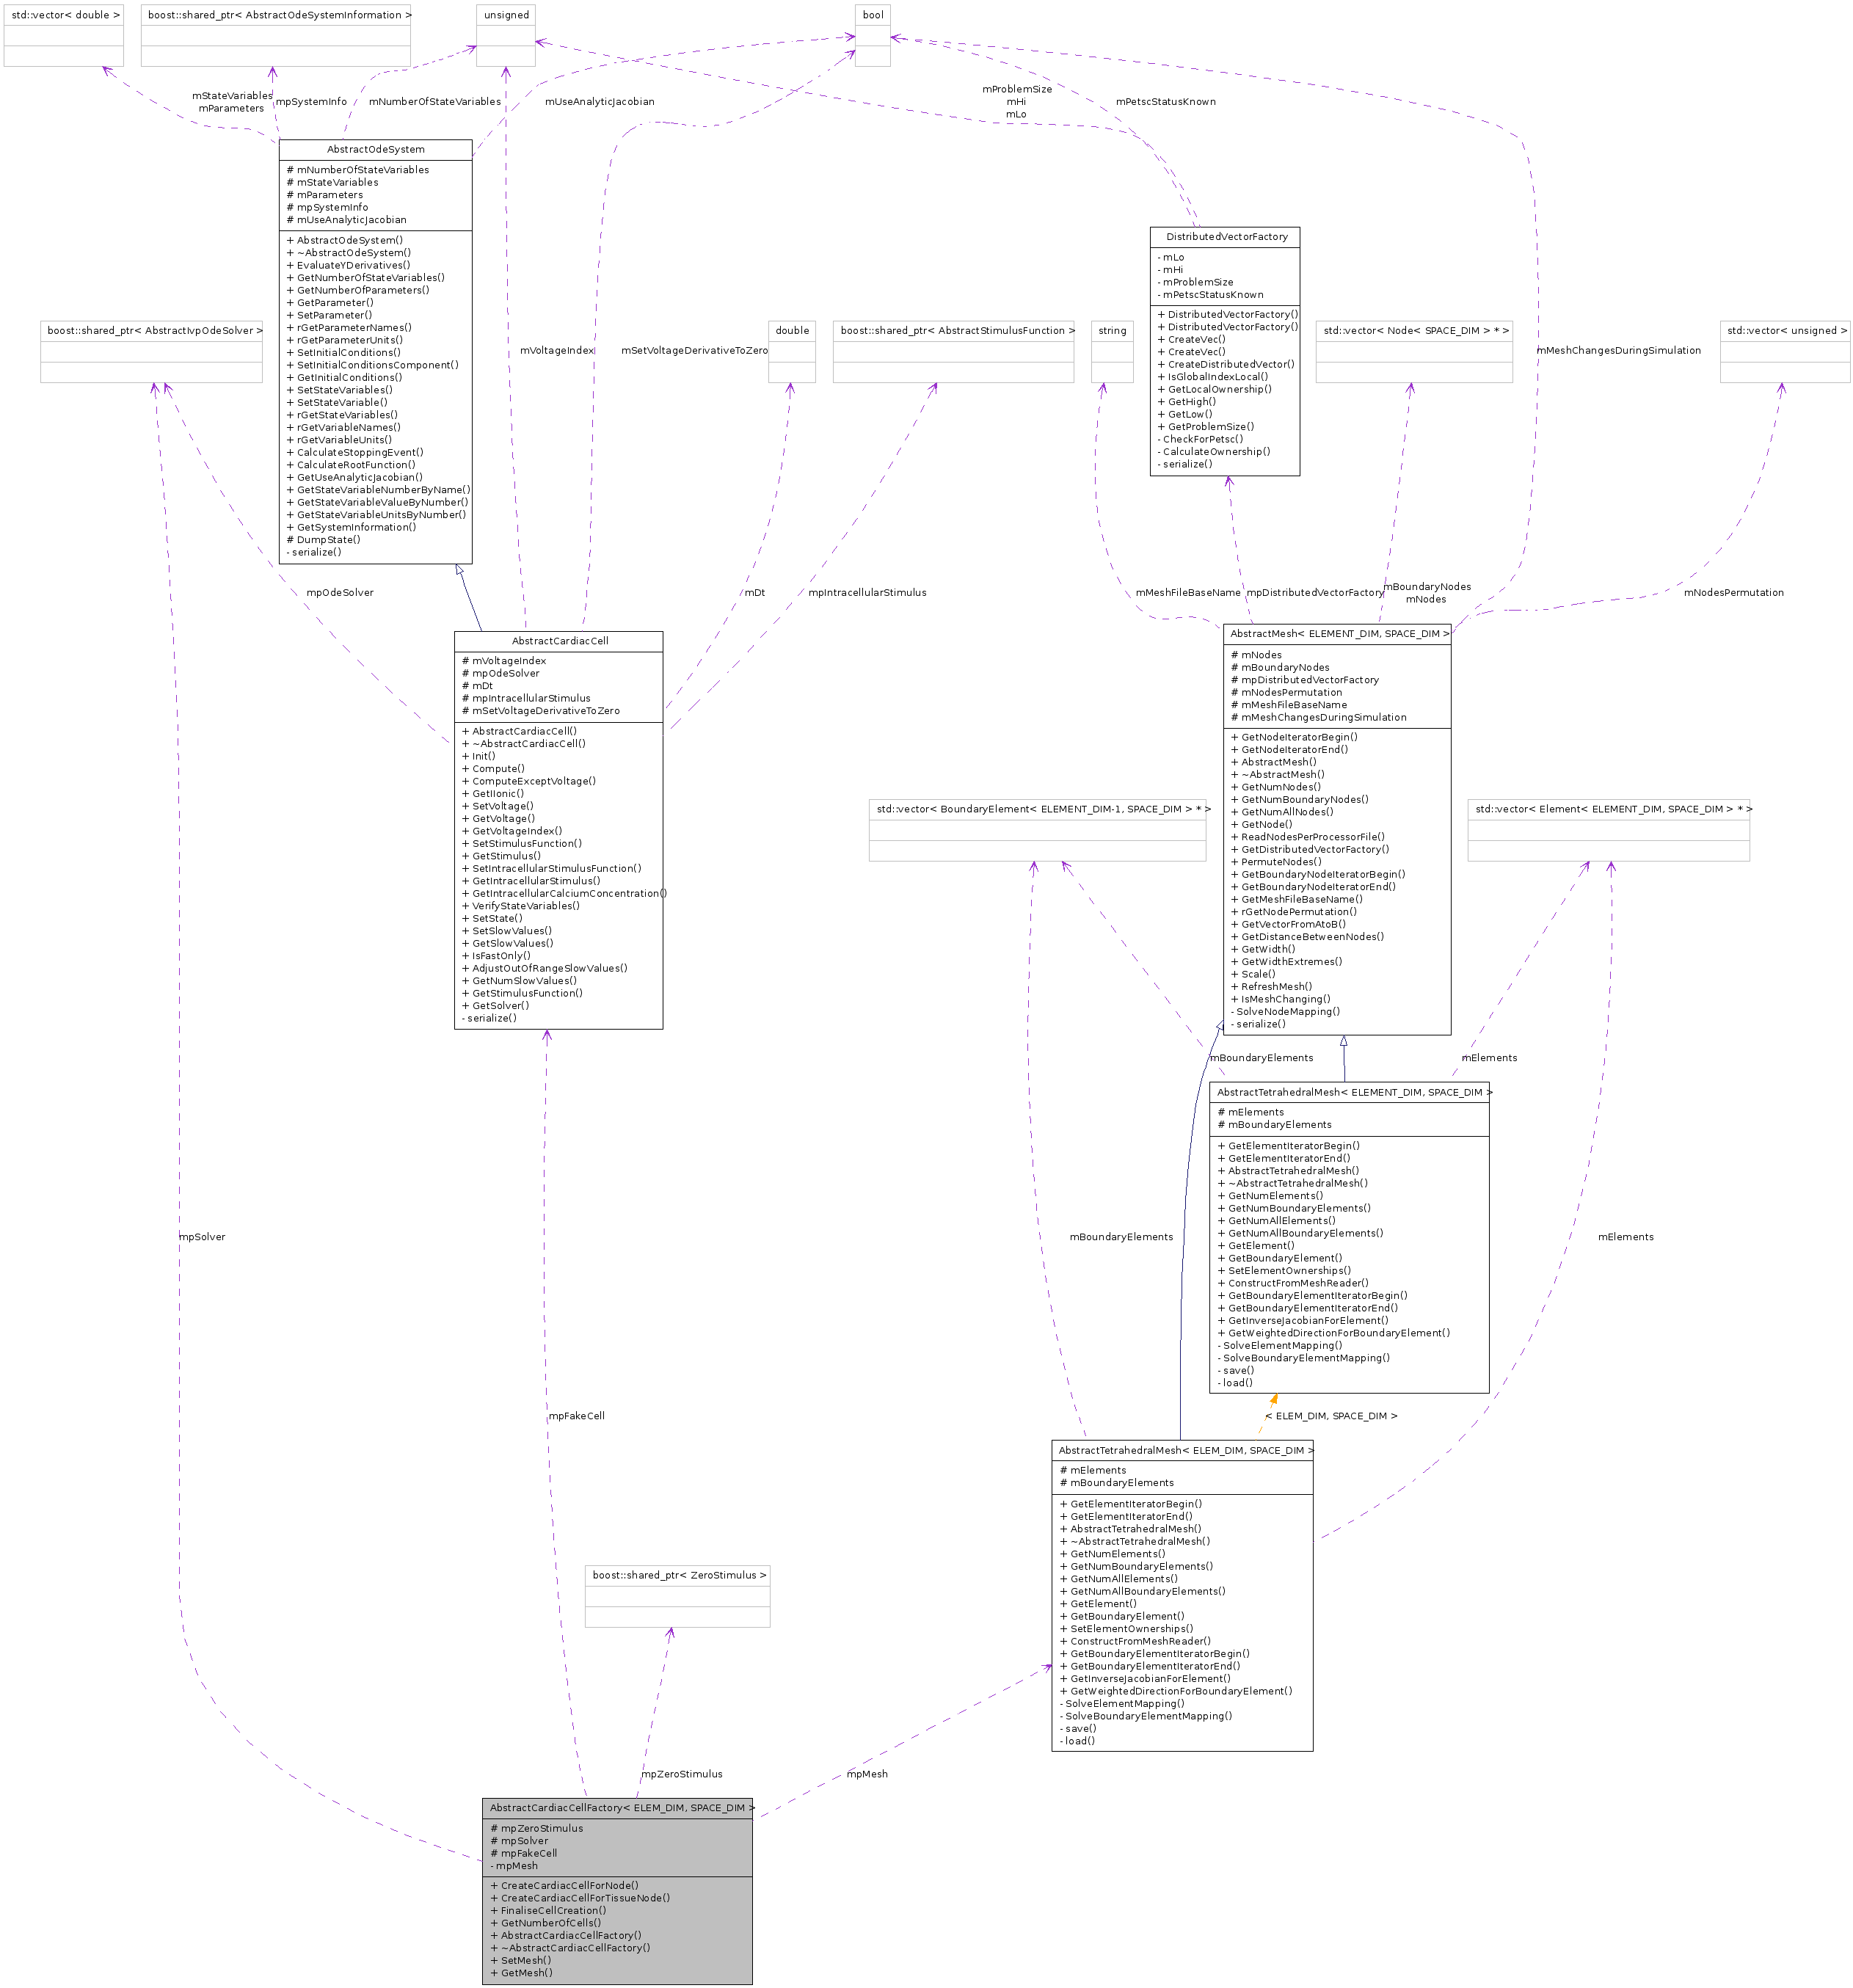 std::vector< double >
boost::shared_ptr< AbstractOdeSystemInformation >
unsigned
bool
mStateVariables
mParameters
mpSystemInfo
mNumberOfStateVariables
mUseAnalyticJacobian
mProblemSize
mHi
mLo
mPetscStatusKnown
AbstractOdeSystem
# mNumberOfStateVariables
# mStateVariables
# mParameters
# mpSystemInfo
# mUseAnalyticJacobian
+ AbstractOdeSystem()
+ ~AbstractOdeSystem()
+ EvaluateYDerivatives()
+ GetNumberOfStateVariables()
+ GetNumberOfParameters()
+ GetParameter()
+ SetParameter()
+ rGetParameterNames()
+ rGetParameterUnits()
+ SetInitialConditions()
+ SetInitialConditionsComponent()
+ GetInitialConditions()
+ SetStateVariables()
+ SetStateVariable()
+ rGetStateVariables()
+ rGetVariableNames()
+ rGetVariableUnits()
+ CalculateStoppingEvent()
+ CalculateRootFunction()
+ GetUseAnalyticJacobian()
+ GetStateVariableNumberByName()
+ GetStateVariableValueByNumber()
+ GetStateVariableUnitsByNumber()
+ GetSystemInformation()
# DumpState()
- serialize()
DistributedVectorFactory
- mLo
- mHi
- mProblemSize
- mPetscStatusKnown
+ DistributedVectorFactory()
+ DistributedVectorFactory()
+ CreateVec()
+ CreateVec()
+ CreateDistributedVector()
+ IsGlobalIndexLocal()
+ GetLocalOwnership()
+ GetHigh()
+ GetLow()
+ GetProblemSize()
- CheckForPetsc()
- CalculateOwnership()
- serialize()
boost::shared_ptr< AbstractIvpOdeSolver >
mVoltageIndex
mSetVoltageDerivativeToZero
double
boost::shared_ptr< AbstractStimulusFunction >
string
std::vector< Node< SPACE_DIM > * >
mMeshChangesDuringSimulation
std::vector< unsigned >
mpOdeSolver
mDt
mpIntracellularStimulus
mMeshFileBaseName
mpDistributedVectorFactory
mBoundaryNodes
mNodes
mNodesPermutation
AbstractCardiacCell
# mVoltageIndex
# mpOdeSolver
# mDt
# mpIntracellularStimulus
# mSetVoltageDerivativeToZero
+ AbstractCardiacCell()
+ ~AbstractCardiacCell()
+ Init()
+ Compute()
+ ComputeExceptVoltage()
+ GetIIonic()
+ SetVoltage()
+ GetVoltage()
+ GetVoltageIndex()
+ SetStimulusFunction()
+ GetStimulus()
+ SetIntracellularStimulusFunction()
+ GetIntracellularStimulus()
+ GetIntracellularCalciumConcentration()
+ VerifyStateVariables()
+ SetState()
+ SetSlowValues()
+ GetSlowValues()
+ IsFastOnly()
+ AdjustOutOfRangeSlowValues()
+ GetNumSlowValues()
+ GetStimulusFunction()
+ GetSolver()
- serialize()
AbstractMesh< ELEMENT_DIM, SPACE_DIM >
# mNodes
# mBoundaryNodes
# mpDistributedVectorFactory
# mNodesPermutation
# mMeshFileBaseName
# mMeshChangesDuringSimulation
+ GetNodeIteratorBegin()
+ GetNodeIteratorEnd()
+ AbstractMesh()
+ ~AbstractMesh()
+ GetNumNodes()
+ GetNumBoundaryNodes()
+ GetNumAllNodes()
+ GetNode()
+ ReadNodesPerProcessorFile()
+ GetDistributedVectorFactory()
+ PermuteNodes()
+ GetBoundaryNodeIteratorBegin()
+ GetBoundaryNodeIteratorEnd()
+ GetMeshFileBaseName()
+ rGetNodePermutation()
+ GetVectorFromAtoB()
+ GetDistanceBetweenNodes()
+ GetWidth()
+ GetWidthExtremes()
+ Scale()
+ RefreshMesh()
+ IsMeshChanging()
- SolveNodeMapping()
- serialize()
std::vector< BoundaryElement< ELEMENT_DIM-1, SPACE_DIM > * >
std::vector< Element< ELEMENT_DIM, SPACE_DIM > * >
mBoundaryElements
mElements
AbstractTetrahedralMesh< ELEMENT_DIM, SPACE_DIM >
# mElements
# mBoundaryElements
+ GetElementIteratorBegin()
+ GetElementIteratorEnd()
+ AbstractTetrahedralMesh()
+ ~AbstractTetrahedralMesh()
+ GetNumElements()
+ GetNumBoundaryElements()
+ GetNumAllElements()
+ GetNumAllBoundaryElements()
+ GetElement()
+ GetBoundaryElement()
+ SetElementOwnerships()
+ ConstructFromMeshReader()
+ GetBoundaryElementIteratorBegin()
+ GetBoundaryElementIteratorEnd()
+ GetInverseJacobianForElement()
+ GetWeightedDirectionForBoundaryElement()
- SolveElementMapping()
- SolveBoundaryElementMapping()
- save()
- load()
mpSolver
mBoundaryElements
mElements
mpFakeCell
< ELEM_DIM, SPACE_DIM >
AbstractTetrahedralMesh< ELEM_DIM, SPACE_DIM >
# mElements
# mBoundaryElements
+ GetElementIteratorBegin()
+ GetElementIteratorEnd()
+ AbstractTetrahedralMesh()
+ ~AbstractTetrahedralMesh()
+ GetNumElements()
+ GetNumBoundaryElements()
+ GetNumAllElements()
+ GetNumAllBoundaryElements()
+ GetElement()
+ GetBoundaryElement()
+ SetElementOwnerships()
+ ConstructFromMeshReader()
+ GetBoundaryElementIteratorBegin()
+ GetBoundaryElementIteratorEnd()
+ GetInverseJacobianForElement()
+ GetWeightedDirectionForBoundaryElement()
- SolveElementMapping()
- SolveBoundaryElementMapping()
- save()
- load()
boost::shared_ptr< ZeroStimulus >
mpZeroStimulus
mpMesh
AbstractCardiacCellFactory< ELEM_DIM, SPACE_DIM >
# mpZeroStimulus
# mpSolver
# mpFakeCell
- mpMesh
+ CreateCardiacCellForNode()
+ CreateCardiacCellForTissueNode()
+ FinaliseCellCreation()
+ GetNumberOfCells()
+ AbstractCardiacCellFactory()
+ ~AbstractCardiacCellFactory()
+ SetMesh()
+ GetMesh()